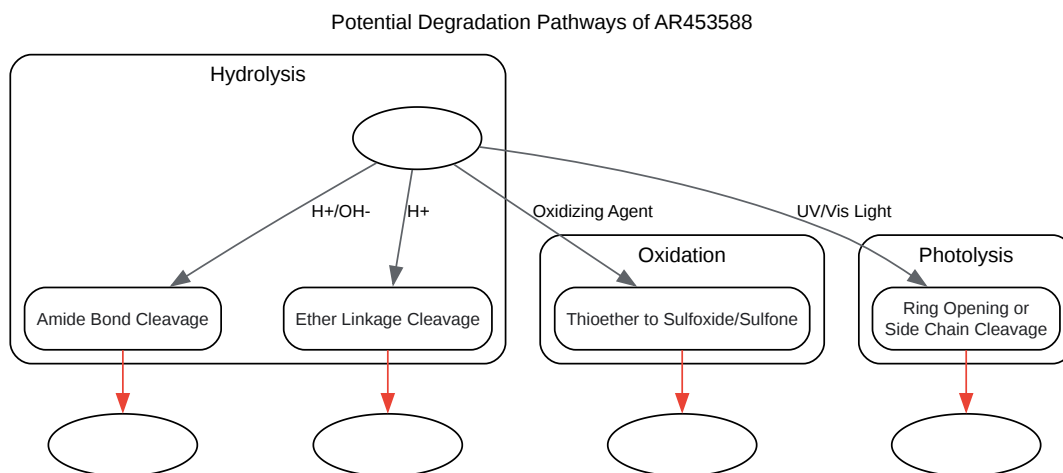 Potential Degradation Pathways of AR453588
Hydrolysis
H+/OH-
H+
Oxidizing Agent
UV/Vis Light
Oxidation
Photolysis
Amide Bond Cleavage
Ether Linkage Cleavage
Thioether to Sulfoxide/Sulfone
Ring Opening or
Side Chain Cleavage